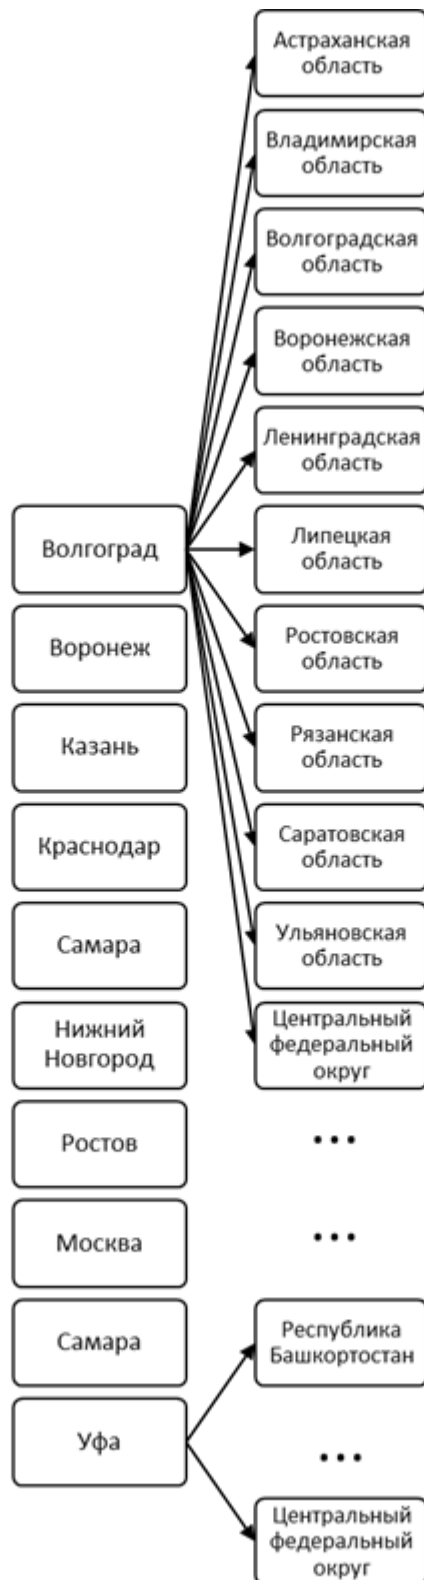 Астраханская
область
Владимирская
область
Волгоградская
область
Воронежская
область
Ленинградская
область
Волгоград
Липецкая
область
Воронеж
Ростовская
область
Казань
Рязанская
область
Краснодар
Саратовская
область
Самара
Ульяновская
область
Нижний
Новгород
Центральный
федеральный
округ
Ростов
...
Москва
...
Самара
Республика
Башкортостан
Уфа
...
Центральный
федеральный
округ